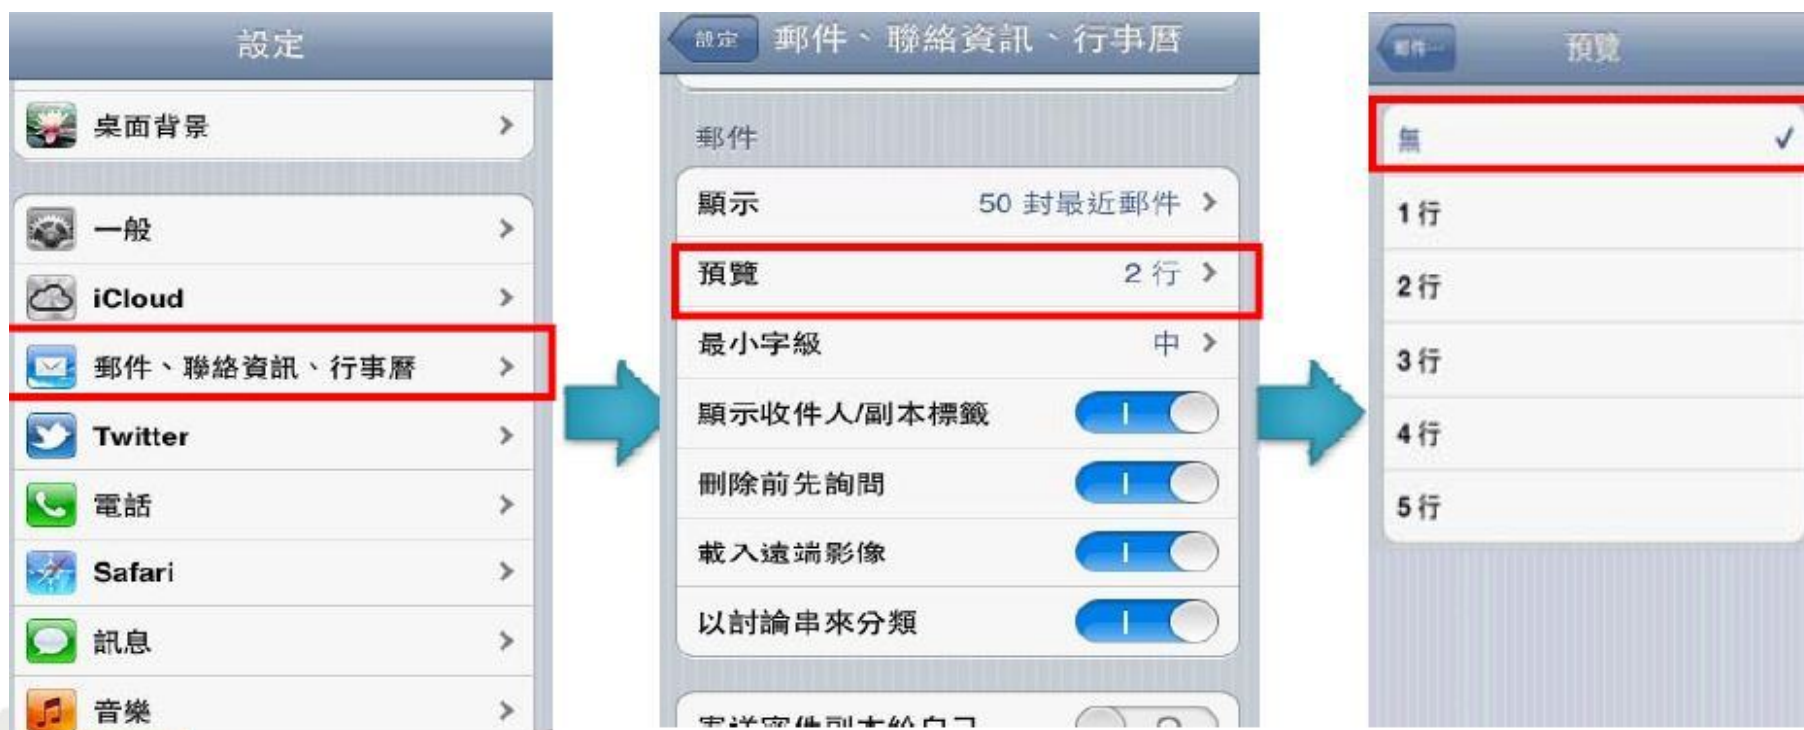 設定
桌面背景
一般
iCloud
郵件、聯絡資訊、行事曆
Twitter
電話
Safari
訊息
音樂
設定 郵件、聯絡資訊、行事曆
郵件
顯示 50 封最近郵件
預覽 2 行
最小字級 中
顯示收件人/副本標籤
刪除前先詢問
載入遠端影像
以討論串來分類
郵件… 預覽
無
1 行
2 行
3 行
4 行
5 行